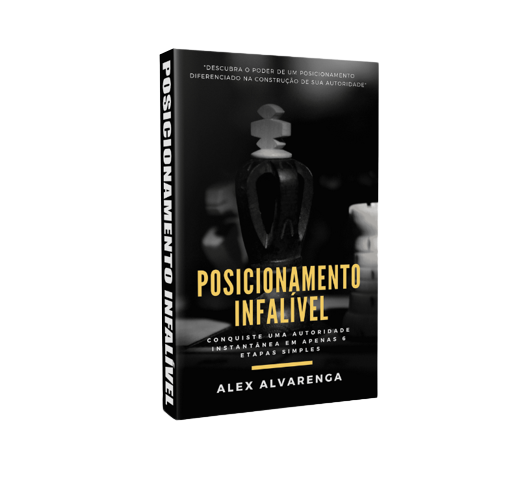 POSICIONAMENTO INFALÍVEL
"DESCUBRA O PODER DE UM POSICIONAMENTO
DIFERENCIADO NA CONSTRUÇÃO DE SUA AUTORIDADE"
POSICIONAMENTO
INFALÍVEL
CONQUISTE UMA AUTORIDADE
INSTANTÂNEA EM APENAS 6
ETAPAS SIMPLES
ALEX ALVARENGA